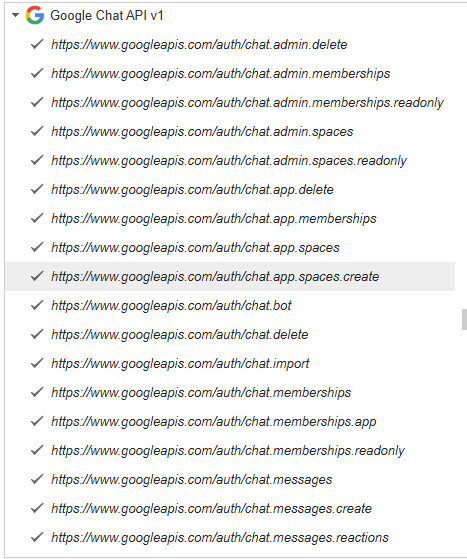 Google Chat API v1
https://www.googleapis.com/auth/chat.admin.delete
https://www.googleapis.com/auth/chat.admin.memberships
https://www.googleapis.com/auth/chat.admin.memberships.readonly
https://www.googleapis.com/auth/chat.admin.spaces
https://www.googleapis.com/auth/chat.admin.spaces.readonly
https://www.googleapis.com/auth/chat.app.delete
https://www.googleapis.com/auth/chat.app.memberships
https://www.googleapis.com/auth/chat.app.spaces
https://www.googleapis.com/auth/chat.app.spaces.create
https://www.googleapis.com/auth/chat.bot
https://www.googleapis.com/auth/chat.delete
https://www.googleapis.com/auth/chat.import
https://www.googleapis.com/auth/chat.memberships
https://www.googleapis.com/auth/chat.memberships.app
https://www.googleapis.com/auth/chat.memberships.readonly
https://www.googleapis.com/auth/chat.messages
https://www.googleapis.com/auth/chat.messages.create
https://www.googleapis.com/auth/chat.messages.reactions